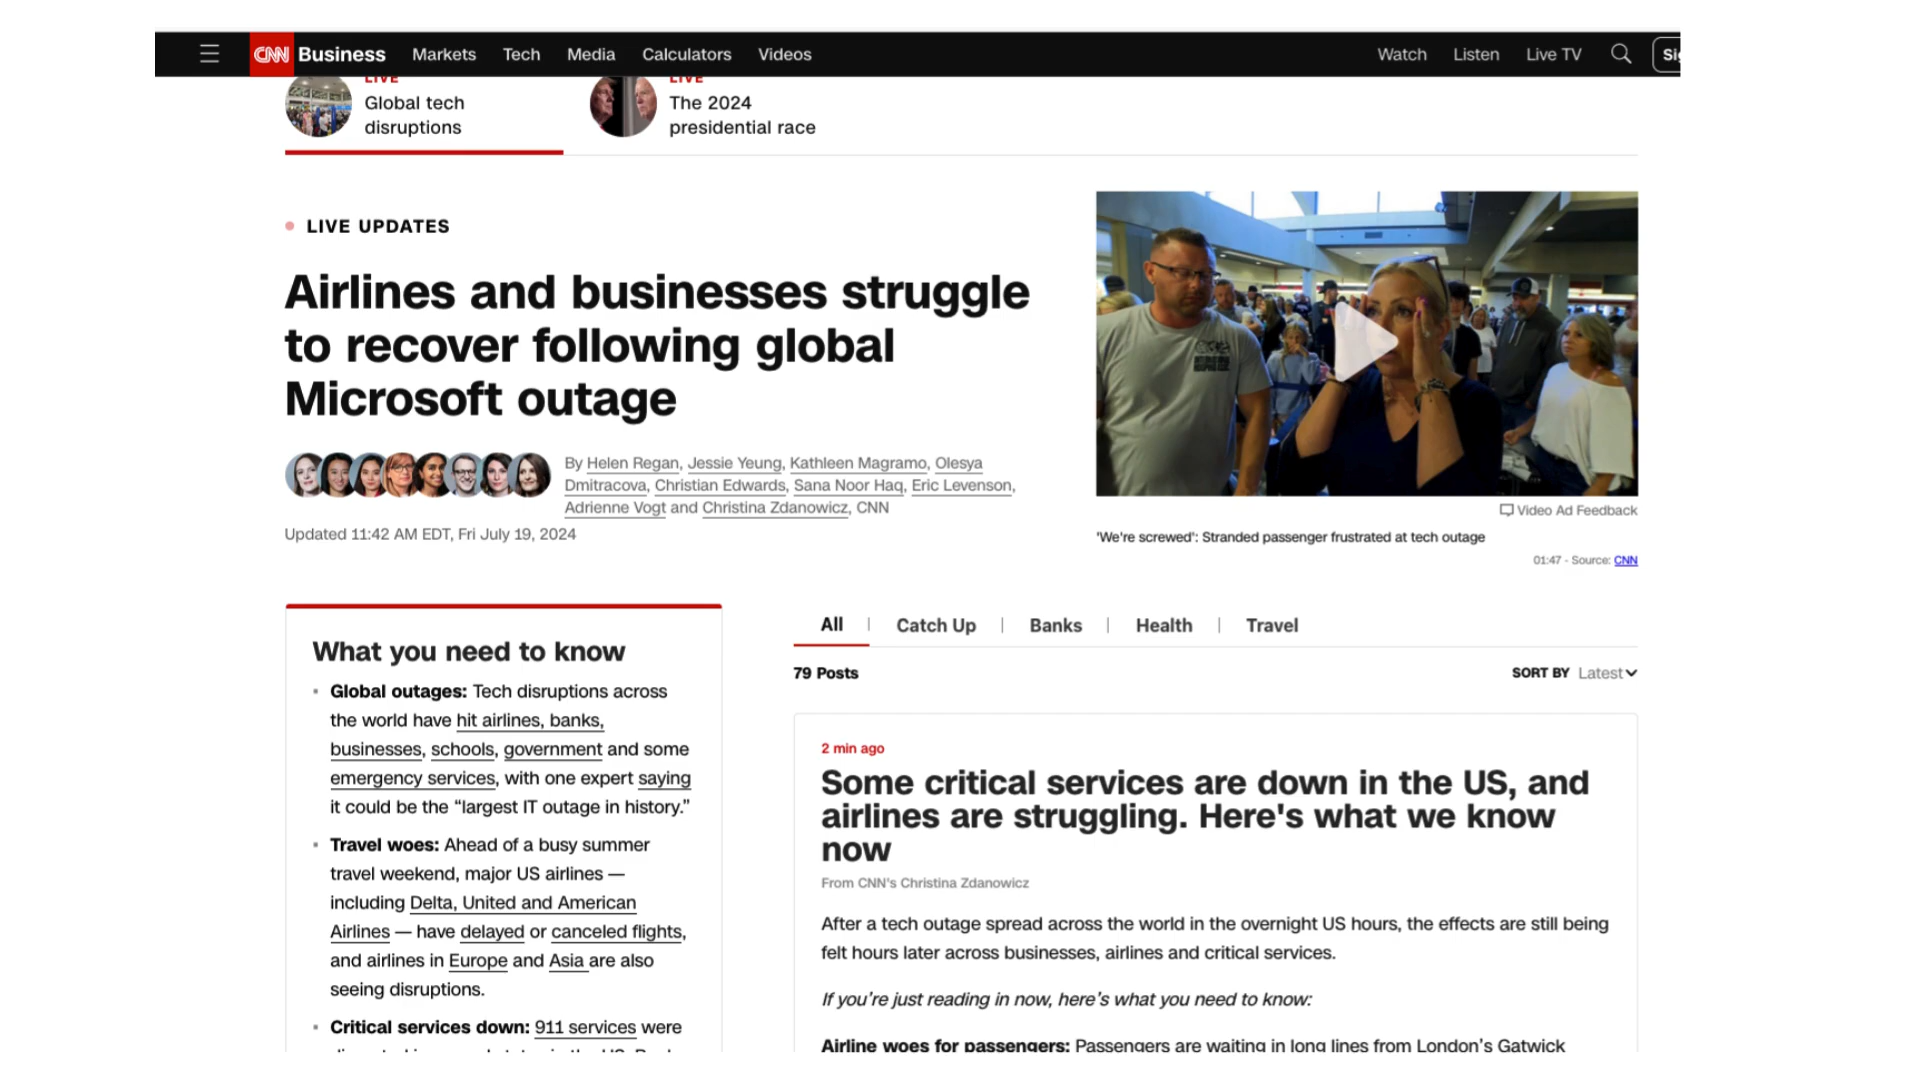 CNN Business Markets Tech Media Calculators Videos Watch Listen Live TV
LIVE
Global tech
disruptions
LIVE
The 2024
presidential race
LIVE UPDATES
Airlines and businesses struggle
to recover following global
Microsoft outage
By Helen Regan, Jessie Yeung, Kathleen Magramo, Olesya
Dmitracova, Christian Edwards, Sana Noor Haq, Eric Levenson,
Adrienne Vogt and Christina Zdanowicz, CNN
Updated 11:42 AM EDT, Fri July 19, 2024
Video Ad Feedback
'We're screwed': Stranded passenger frustrated at tech outage
01:47 - Source: CNN
What you need to know
• Global outages: Tech disruptions across
the world have hit airlines, banks,
businesses, schools, government and some
emergency services, with one expert saying
it could be the “largest IT outage in history.”
• Travel woes: Ahead of a busy summer
travel weekend, major US airlines —
including Delta, United and American
Airlines — have delayed or canceled flights,
and airlines in Europe and Asia are also
seeing disruptions.
• Critical services down: 911 services were
All | Catch Up | Banks | Health | Travel
79 Posts
SORT BY Latest
2 min ago
Some critical services are down in the US, and
airlines are struggling. Here's what we know
now
From CNN's Christina Zdanowicz
After a tech outage spread across the world in the overnight US hours, the effects are still being
felt hours later across businesses, airlines and critical services.
If you’re just reading in now, here’s what you need to know:
Airline woes for passengers: Passengers are waiting in long lines from London’s Gatwick